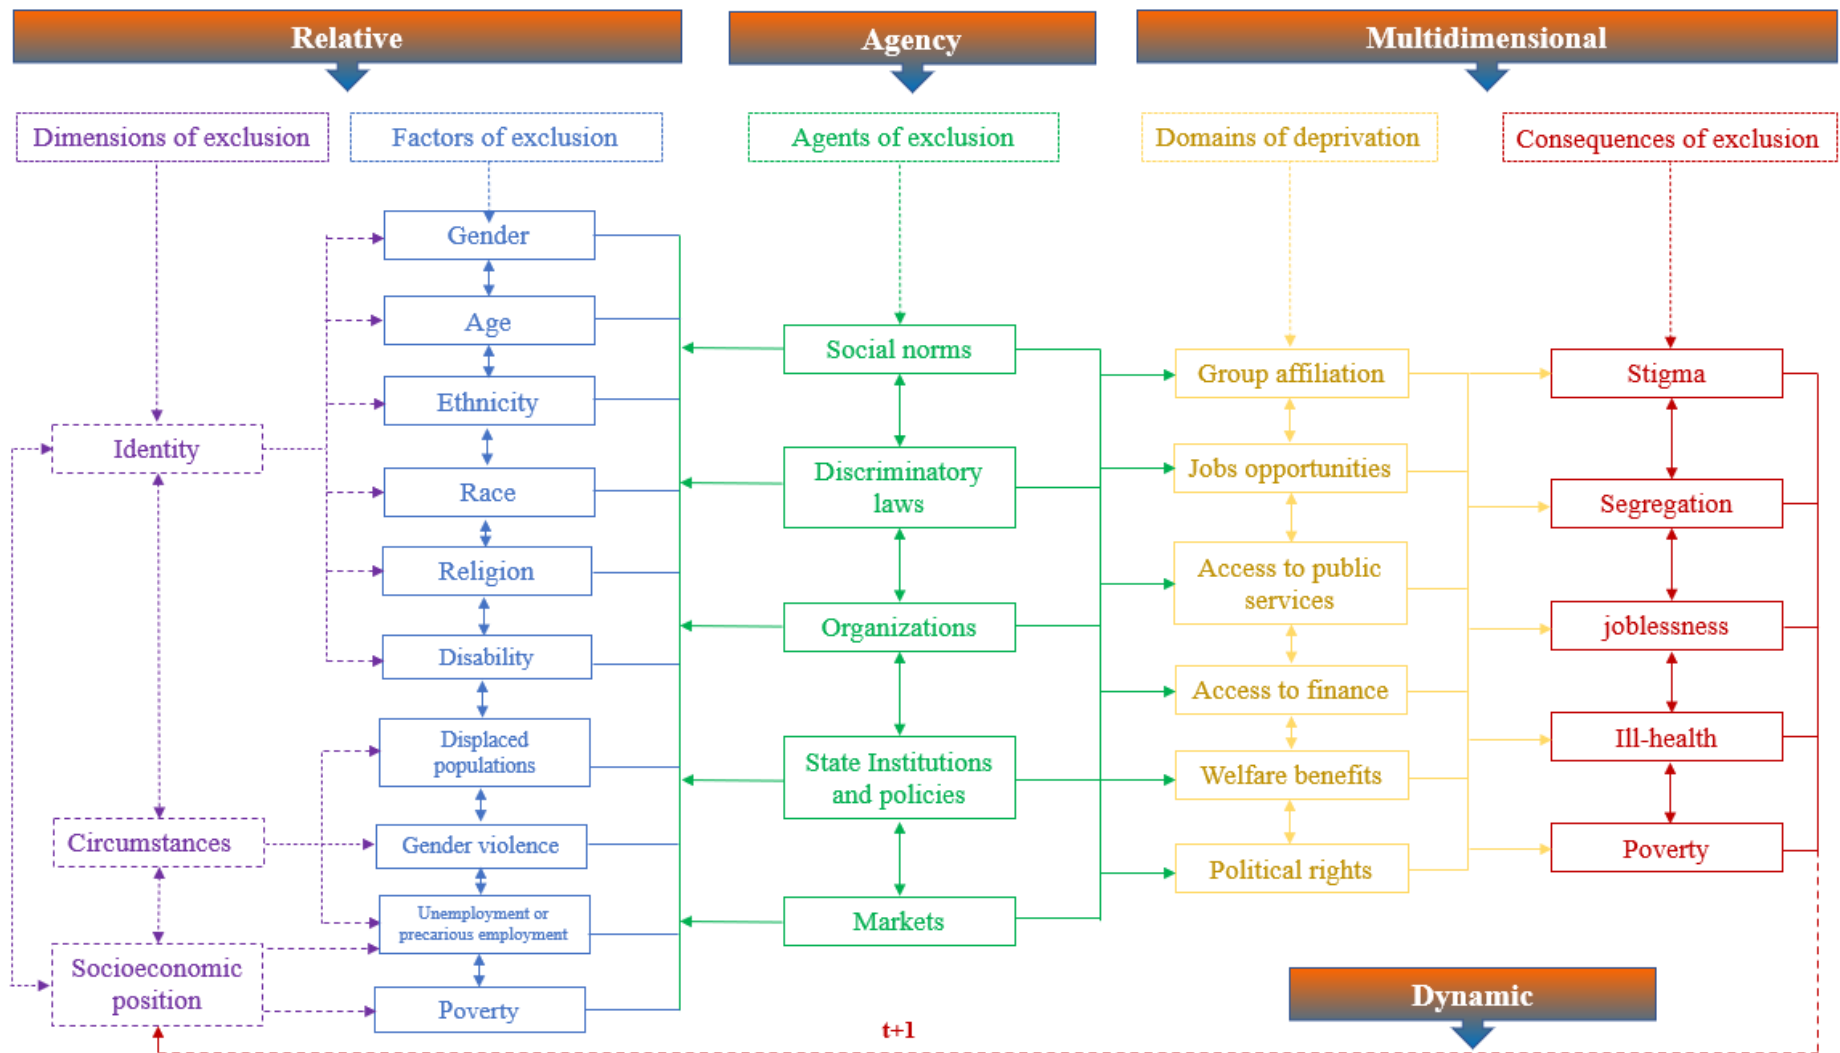 Relative
Agency
Multidimensional
Dimensions of exclusion
Factors of exclusion
Agents of exclusion
Domains of deprivation
Consequences of exclusion
Identity
Circumstances
Socioeconomic
position
Gender
Age
Ethnicity
Race
Religion
Disability
Displaced
populations
Gender violence
Unemployment or
precarious employment
Poverty
Social norms
Discriminatory
laws
Organizations
State Institutions
and policies
Markets
Group affiliation
Jobs opportunities
Access to public
services
Access to finance
Welfare benefits
Political rights
Stigma
Segregation
joblessness
Ill-health
Poverty
Dynamic
t+1